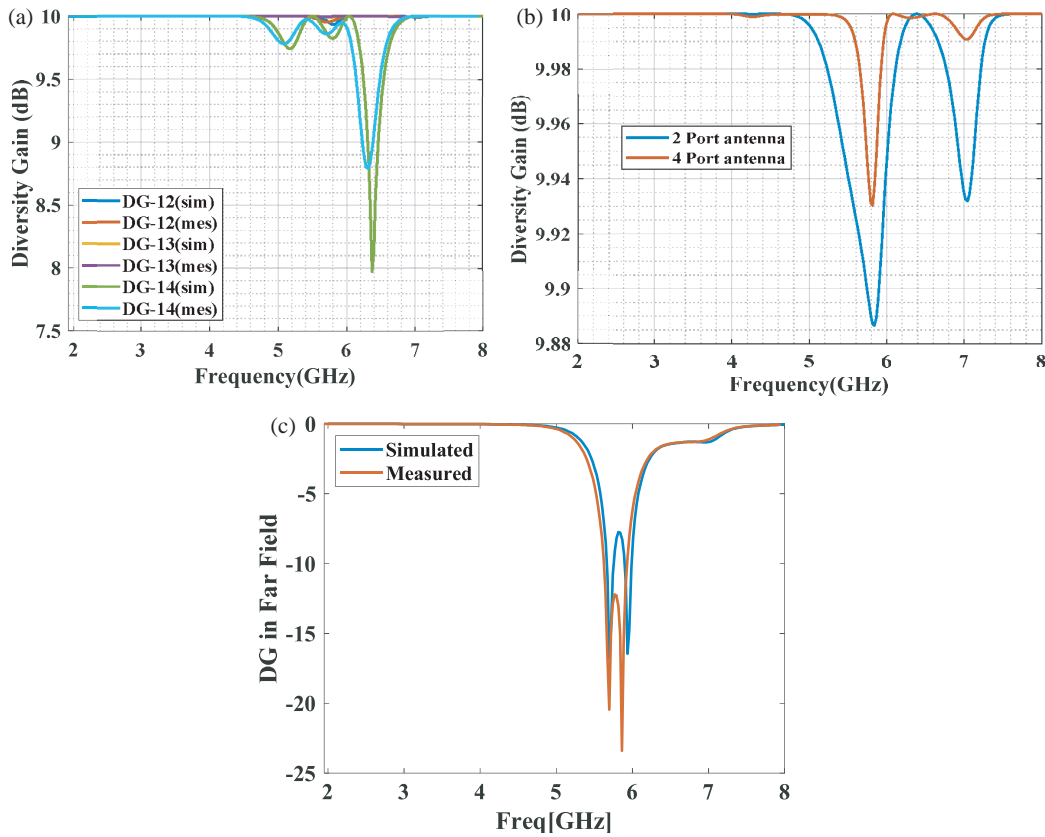 (a)
10
9.5
9
8.5
8
7.5
Diversity Gain (dB)
DG-12(sim)
DG-12(mes)
DG-13(sim)
DG-13(mes)
DG-14(sim)
DG-14(mes)
2 3 4 5 6 7 8
Frequency(GHz)
(b)
10
9.98
9.96
9.94
9.92
9.9
9.88
Diversity Gain (dB)
2 Port antenna
4 Port antenna
2 3 4 5 6 7 8
Frequency(GHz)
(c)
0
-5
-10
-15
-20
-25
DG in Far Field
Simulated
Measured
2 3 4 5 6 7 8
Freq[GHz]